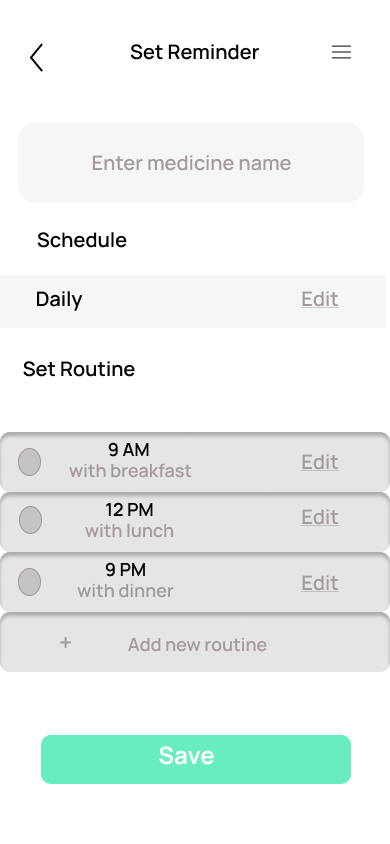 Set Reminder
Enter medicine name
Schedule
Daily Edit
Set Routine
9 AM
with breakfast
Edit
12 PM
with lunch
Edit
9 PM
with dinner
Edit
+ Add new routine
Save